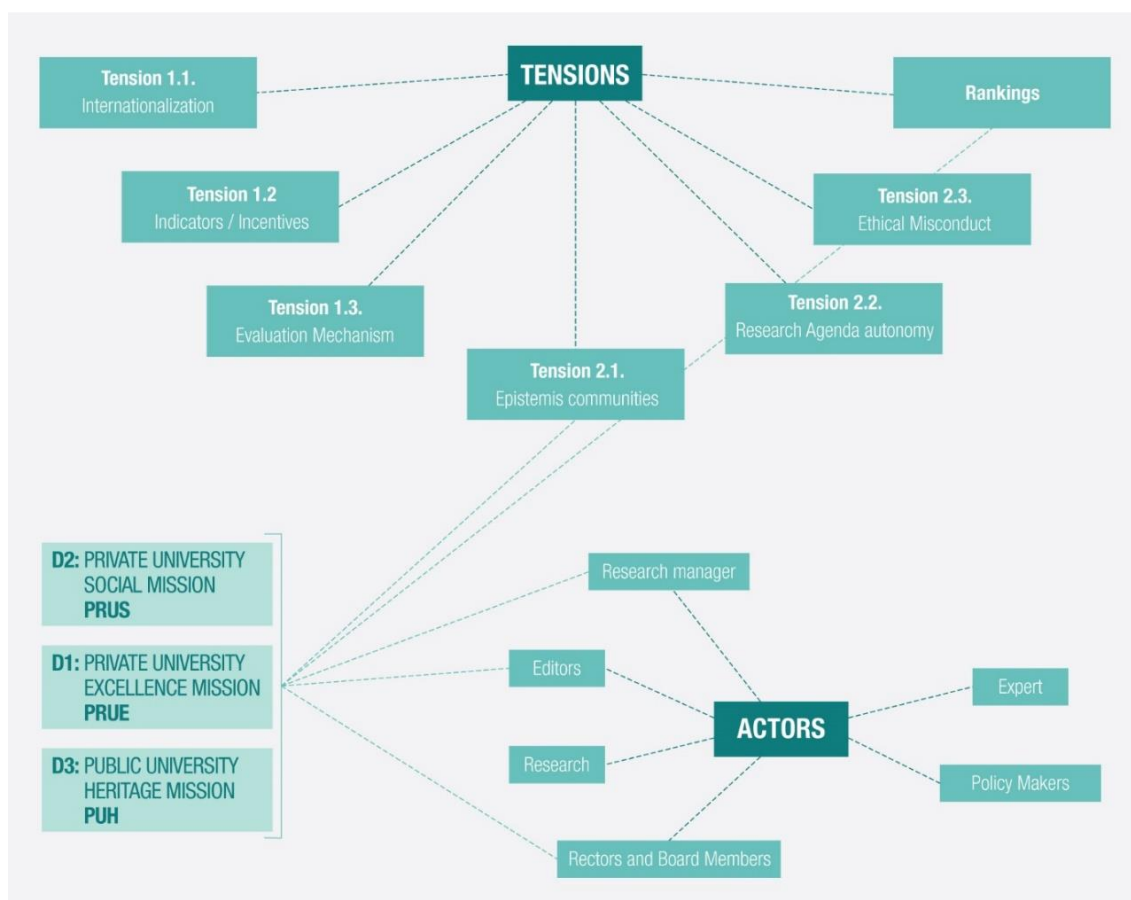 TENSIONS
Tension 1.1.
Internationalization
Rankings
Tension 1.2
Indicators / Incentives
Tension 2.3.
Ethical Misconduct
Tension 1.3.
Evaluation Mechanism
Tension 2.2.
Research Agenda autonomy
Tension 2.1.
Epistemis communities
D2: PRIVATE UNIVERSITY
SOCIAL MISSION
PRUS
D1: PRIVATE UNIVERSITY
EXCELLENCE MISSION
PRUE
D3: PUBLIC UNIVERSITY
HERITAGE MISSION
PUH
Research manager
Editors
Expert
ACTORS
Research
Policy Makers
Rectors and Board Members